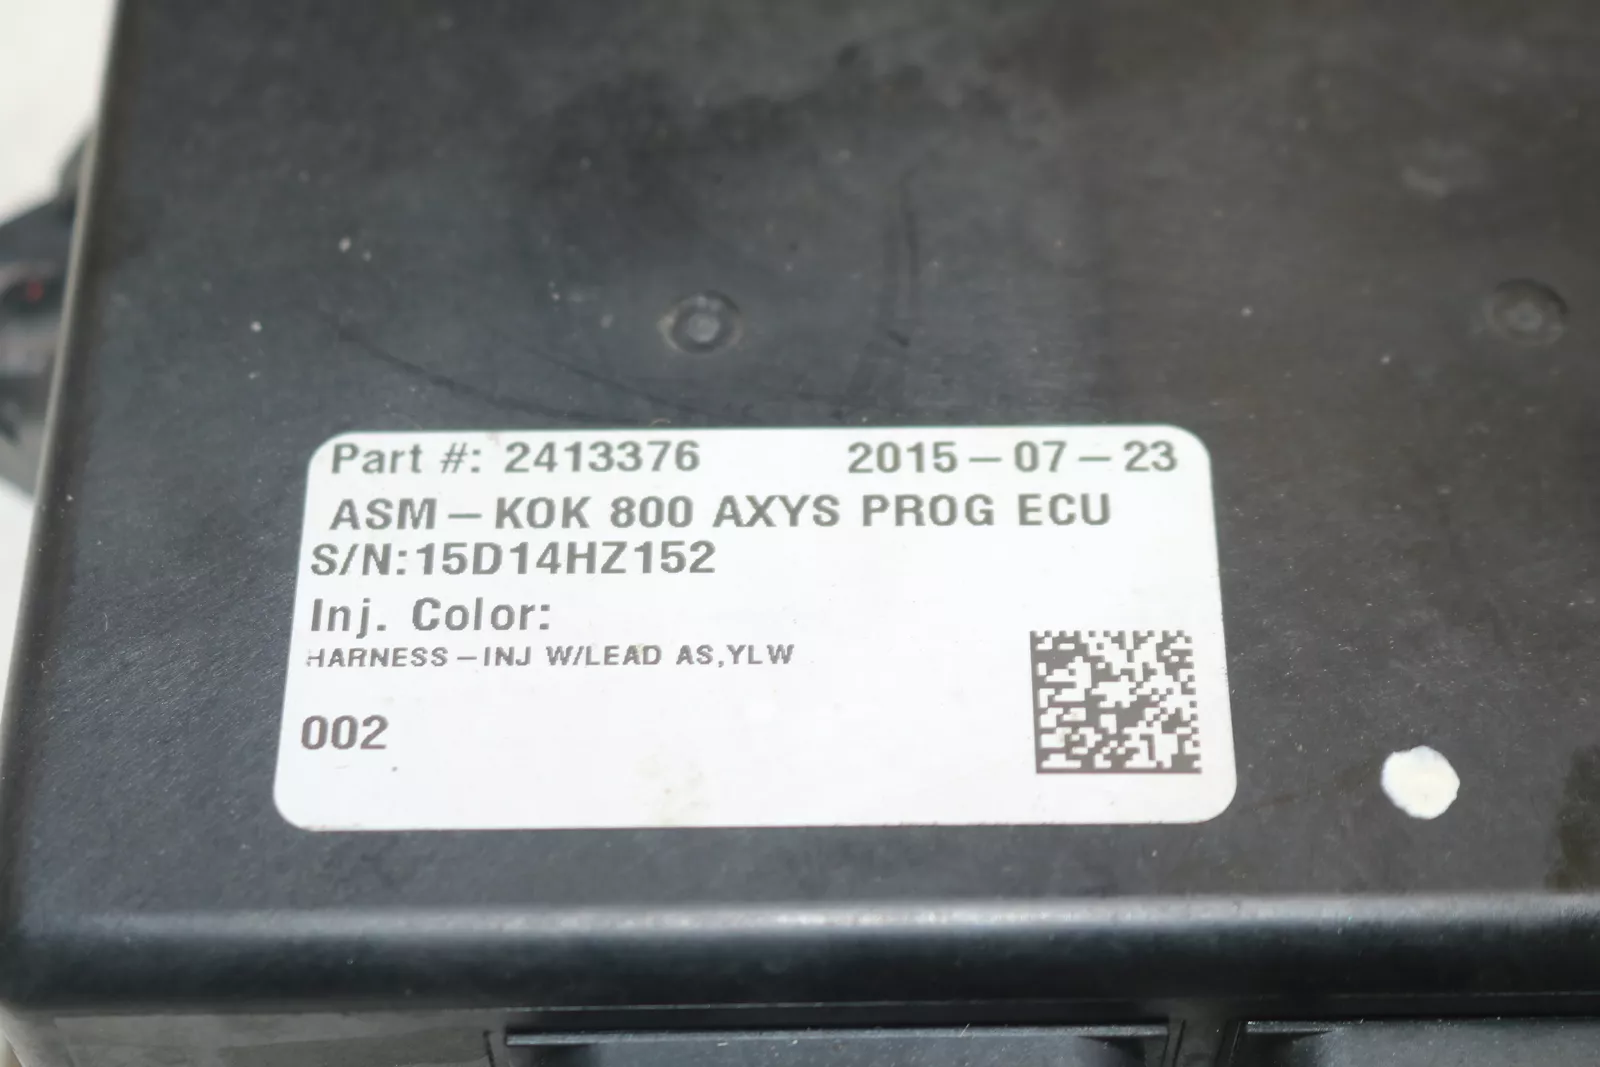 Part #: 2413376 2015-07-23
ASM-KOK 800 AXYS PROG ECU
S/N:15D14HZ152
Inj. Color:
HARNESS-INJ W/LEAD AS,YLW
002